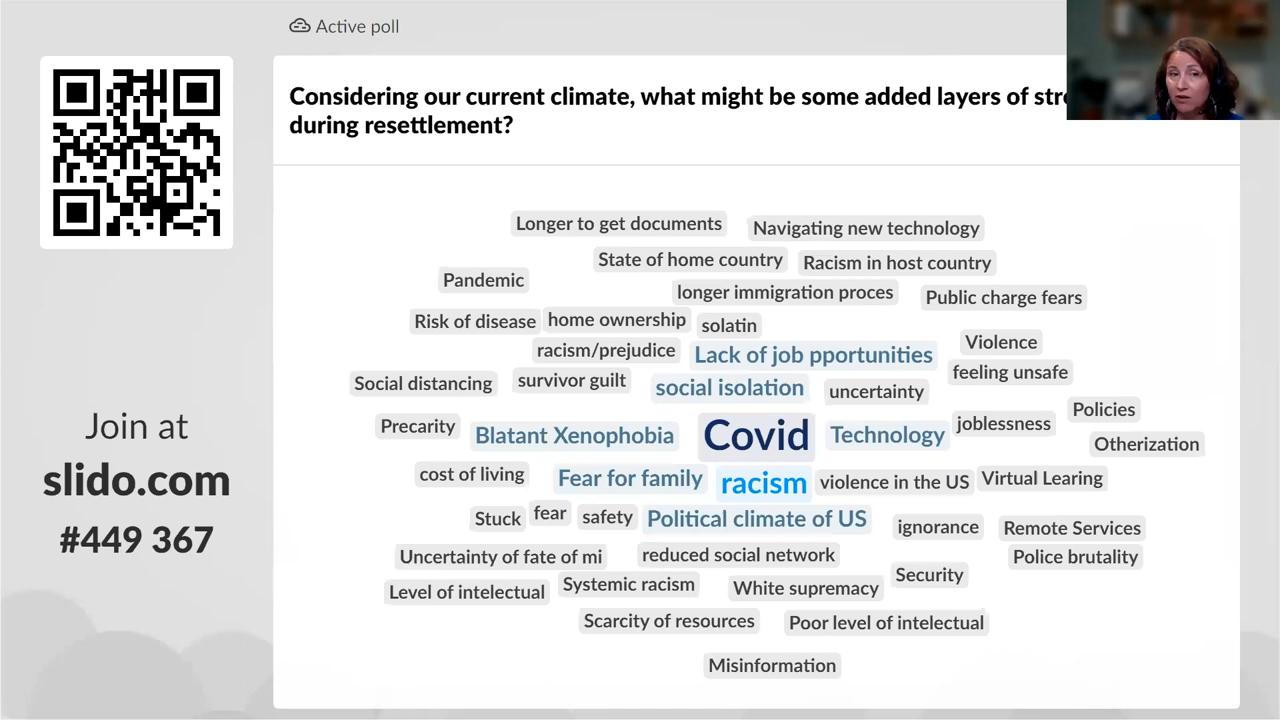 Active poll
Considering our current climate, what might be some added layers of
during resettlement?
Longer to get documents
Navigating new technology
State of home country
Racism in host country
Pandemic
longer immigration proces
Public charge fears
Risk of disease
home ownership
solatin
Violence
racism/prejudice
Lack of job pportunities
feeling unsafe
Social distancing
survivor guilt
social isolation
uncertainty
Policies
Precarity
Blatant Xenophobia
Covid
Technology
joblessness
Otherization
cost of living
Fear for family
racism
violence in the US
Virtual Learing
Stuck
fear
safety
Political climate of US
ignorance
Remote Services
Uncertainty of fate of mi
reduced social network
Police brutality
Level of intelectual
Systemic racism
White supremacy
Security
Scarcity of resources
Poor level of intelectual
Misinformation
Join at
slido.com
#449 367